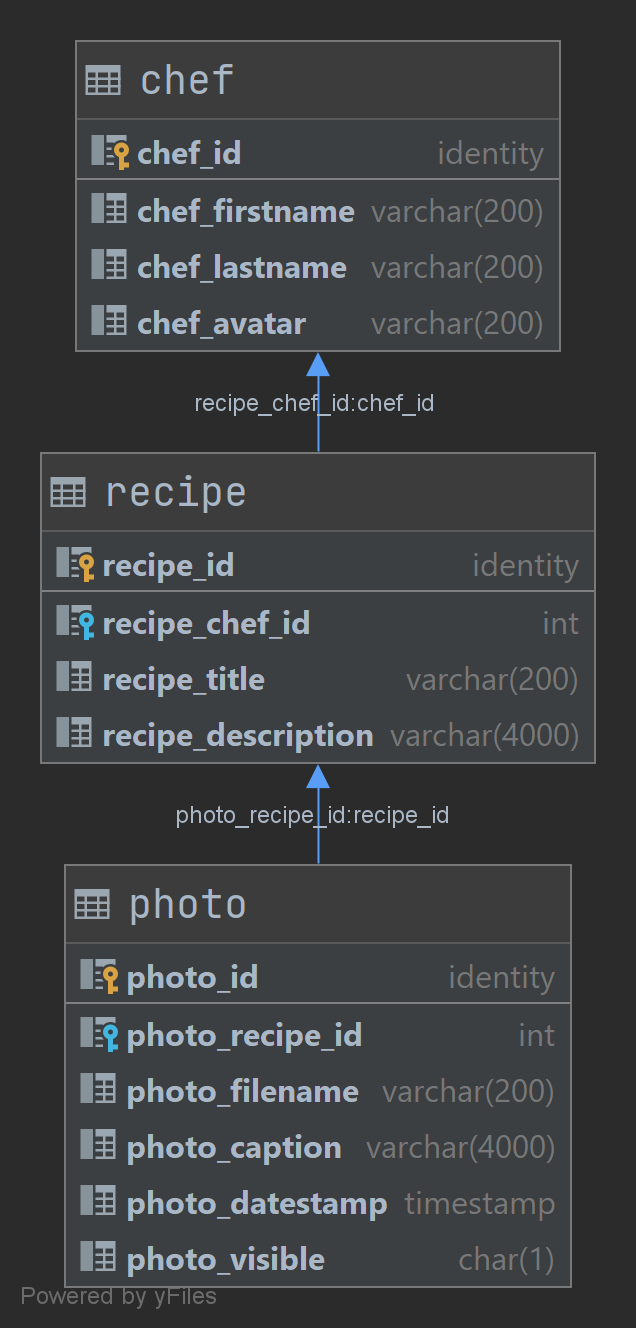 chef
chef_id identity
chef_firstname varchar(200)
chef_lastname varchar(200)
chef_avatar varchar(200)
recipe_chef_id:chef_id
recipe
recipe_id identity
recipe_chef_id int
recipe_title varchar(200)
recipe_description varchar(4000)
photo_recipe_id:recipe_id
photo
photo_id identity
photo_recipe_id int
photo_filename varchar(200)
photo_caption varchar(4000)
photo_datestamp timestamp
photo_visible char(1)
Powered by yFiles